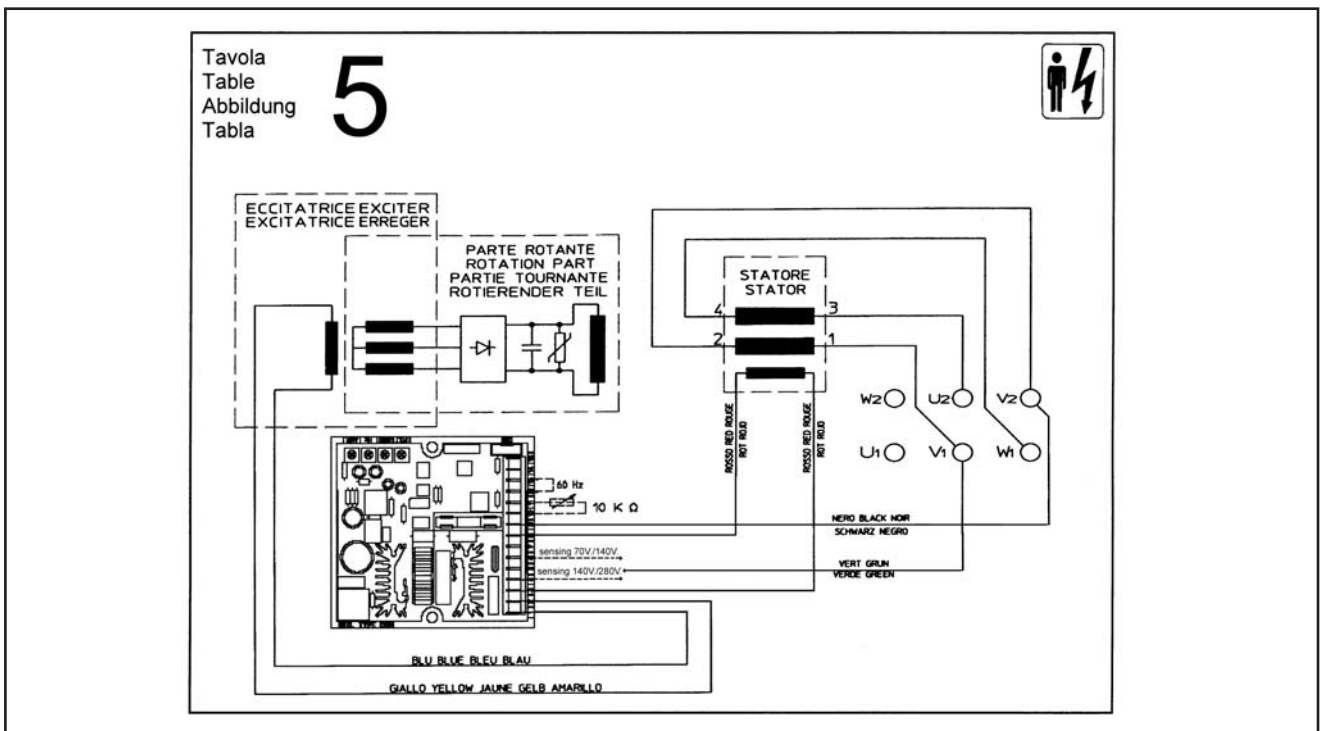 Tavola
Table
Abbildung
Tabla
5
ECCITATRICE EXCITER
EXCITATRICE ERREGER
PARTE ROTANTE
ROTATION PART
PARTIE TOURNANTE
ROTIERENDER TEIL
STATORE
STATOR
4
3
2
1
ROSSO RED ROUGE
ROT ROJO
ROSSO RED ROUGE
ROT ROJO
W2
U2
V2
U1
V1
W1
60 Hz
10 K Ω
NERO BLACK NOIR
SCHWARZ NEGRO
sensing 70V./140V.
sensing 140V./280V.
VERT GRUN
VERDE GREEN
BLU BLUE BLEU BLAU
GIALLO YELLOW JAUNE GELB AMARILLO